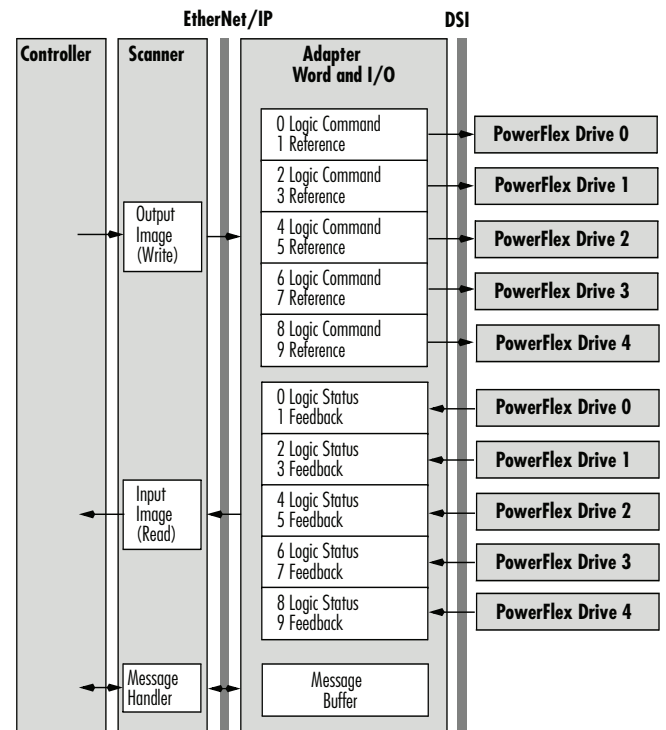 EtherNet/IP
DSI
Controller
Scanner
Adapter
Word and I/O
0 Logic Command
1 Reference
PowerFlex Drive 0
2 Logic Command
3 Reference
PowerFlex Drive 1
Output
Image
(Write)
4 Logic Command
5 Reference
PowerFlex Drive 2
6 Logic Command
7 Reference
PowerFlex Drive 3
8 Logic Command
9 Reference
PowerFlex Drive 4
0 Logic Status
1 Feedback
PowerFlex Drive 0
2 Logic Status
3 Feedback
PowerFlex Drive 1
Input
Image
(Read)
4 Logic Status
5 Feedback
PowerFlex Drive 2
6 Logic Status
7 Feedback
PowerFlex Drive 3
8 Logic Status
9 Feedback
PowerFlex Drive 4
Message
Handler
Message
Buffer